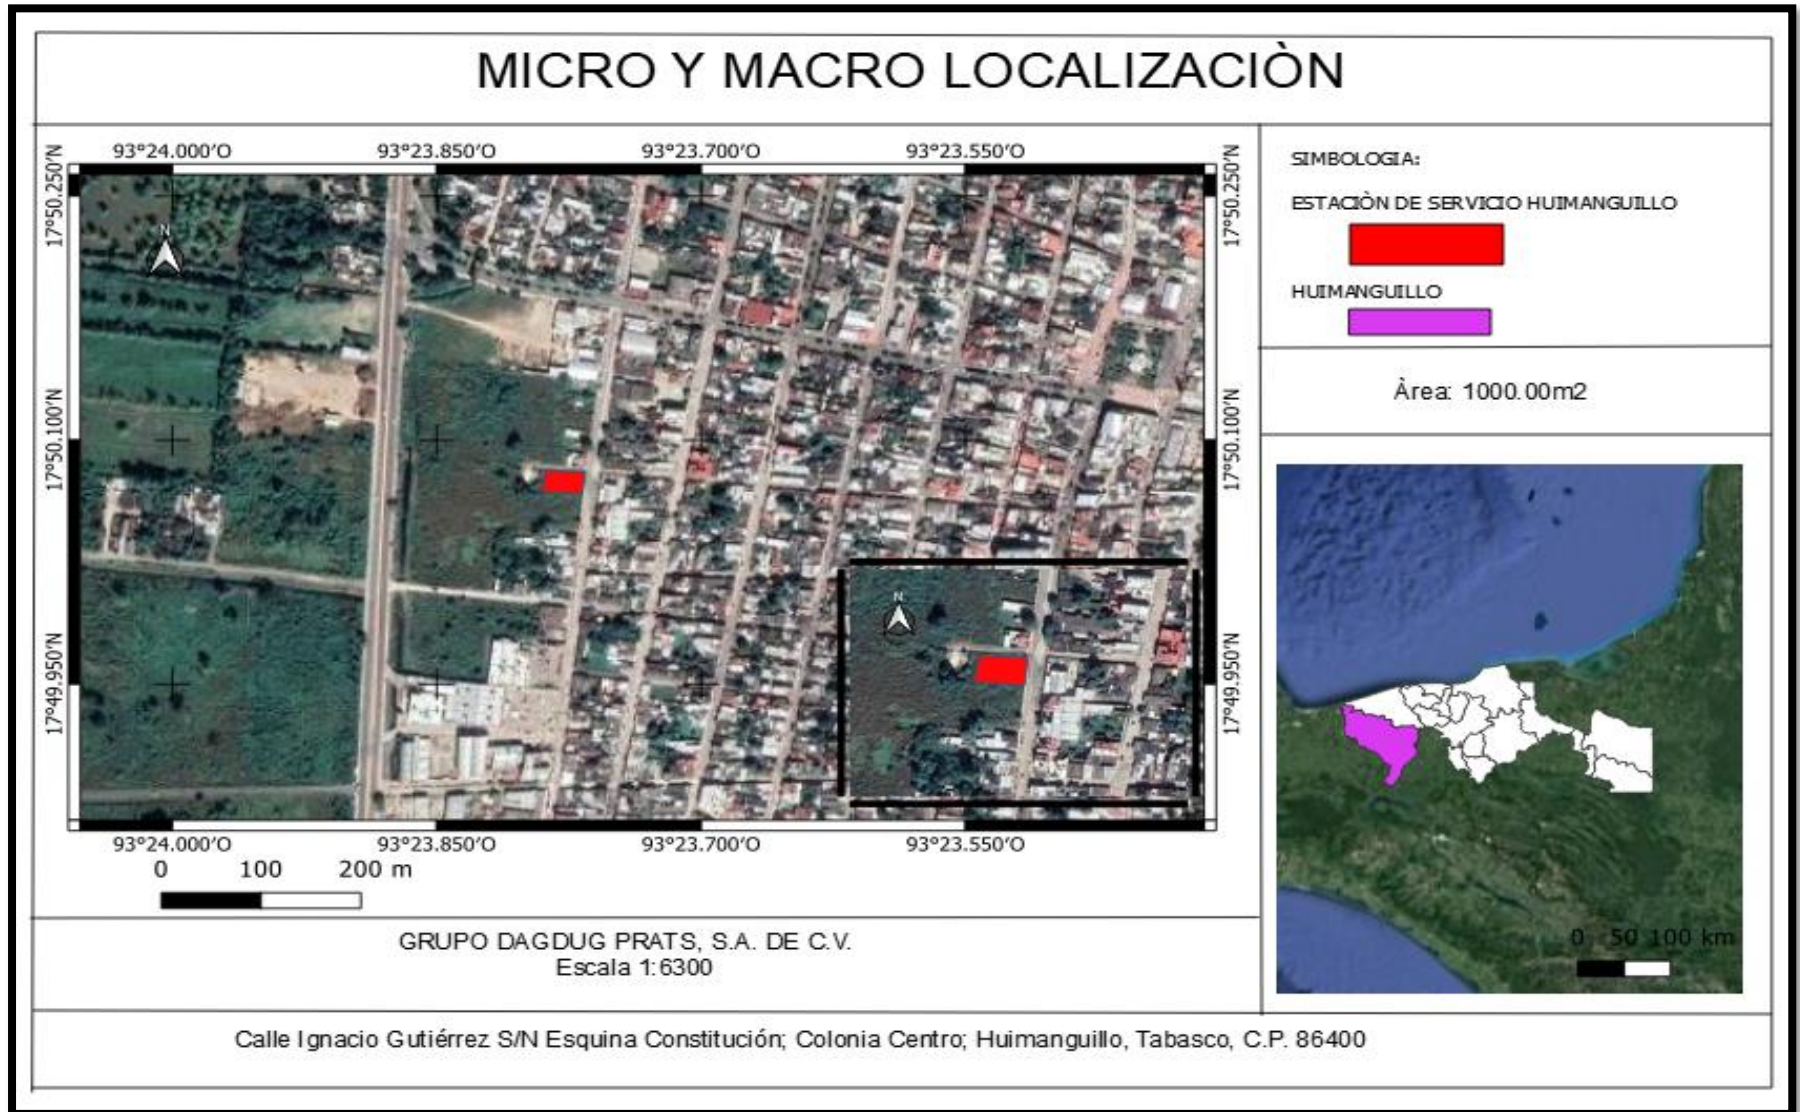 MICRO Y MACRO LOCALIZACIÒN
93°24.000'O 93°23.850'O 93°23.700'O 93°23.550'O
17°50.250'N
17°50.100'N
17°49.950'N
17°50.250'N
17°50.100'N
17°49.950'N
N
N
93°24.000'O 93°23.850'O 93°23.700'O 93°23.550'O
0 100 200 m
SIMBOLOGIA:
ESTACIÒN DE SERVICIO HUIMANGUILLO
HUIMANGUILLO
Àrea: 1000.00m2
0 50 100 km
GRUPO DAGDUG PRATS, S.A. DE C.V.
Escala 1:6300
Calle Ignacio Gutiérrez S/N Esquina Constitución; Colonia Centro; Huimanguillo, Tabasco, C.P. 86400